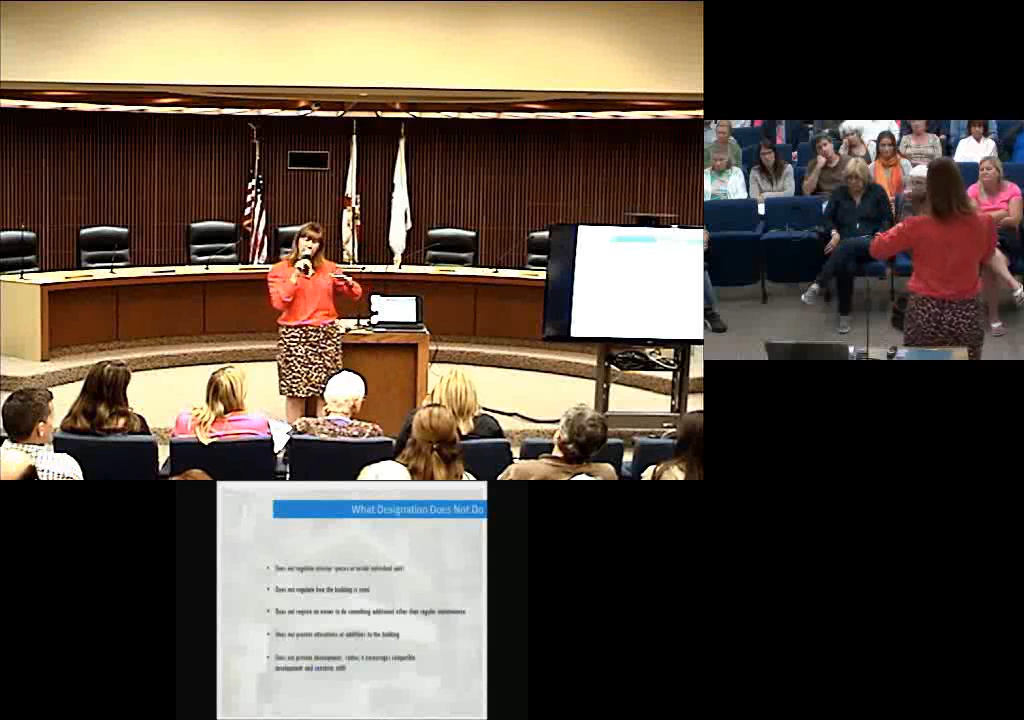 What Designation Does Not Do
Does not regulate interior spaces or inside individual units
Does not regulate how the building is used
Does not require an owner to do something additional other than regular maintenance
Does not prevent alterations or additions to the building
Does not prevent development, rather, it encourages compatible
development and sensitive infill